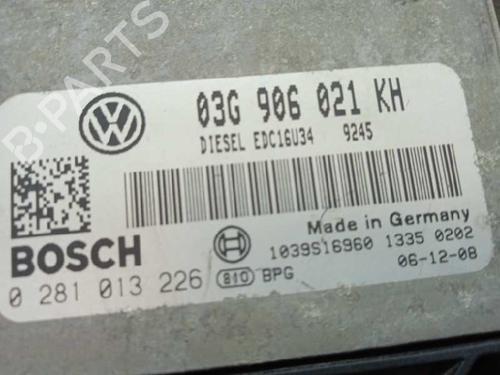 B-PARTS
03G 906 021 KH
DIESEL EDC16U34 9245
Made in Germany
BOSCH
1039S16960 1335 0202
0 281 013 226 810 BPG
06-12-08